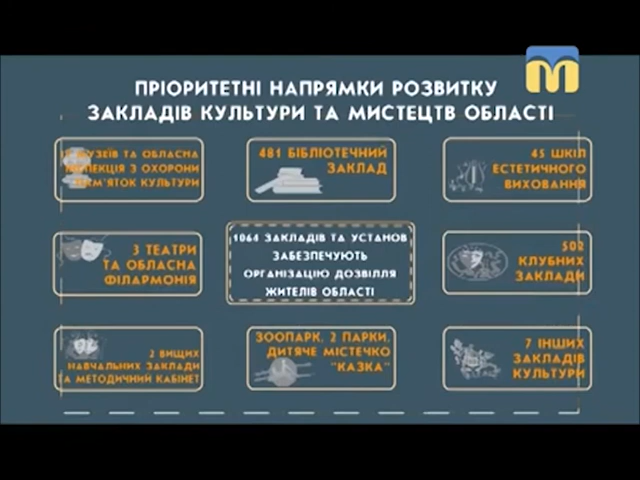 ПРІОРИТЕТНІ НАПРЯМКИ РОЗВИТКУ
ЗАКЛАДІВ КУЛЬТУРИ ТА МИСТЕЦТВ ОБЛАСТІ
МУЗЕЇВ ТА ОБЛАСНА
ІНСПЕКЦІЯ З ОХОРОНИ
ПАМ'ЯТОК КУЛЬТУРИ
481 БІБЛІОТЕЧНИЙ
ЗАКЛАД
45 ШКІЛ
ЕСТЕТИЧНОГО
ВИХОВАННЯ
3 ТЕАТРИ
ТА ОБЛАСНА
ФІЛАРМОНІЯ
1064 ЗАКЛАДІВ ТА УСТАНОВ
ЗАБЕЗПЕЧУЮТЬ
ОРГАНІЗАЦІЮ ДОЗВІЛЛЯ
ЖИТЕЛІВ ОБЛАСТІ
502
КЛУБНИХ
ЗАКЛАДИ
2 ВИЩИХ
НАВЧАЛЬНИХ ЗАКЛАДИ
ТА МЕТОДИЧНИЙ КАБІНЕТ
ЗООПАРК, 2 ПАРКИ,
ДИТЯЧЕ МІСТЕЧКО
"КАЗКА"
7 ІНШИХ
ЗАКЛАДІВ
КУЛЬТУРИ